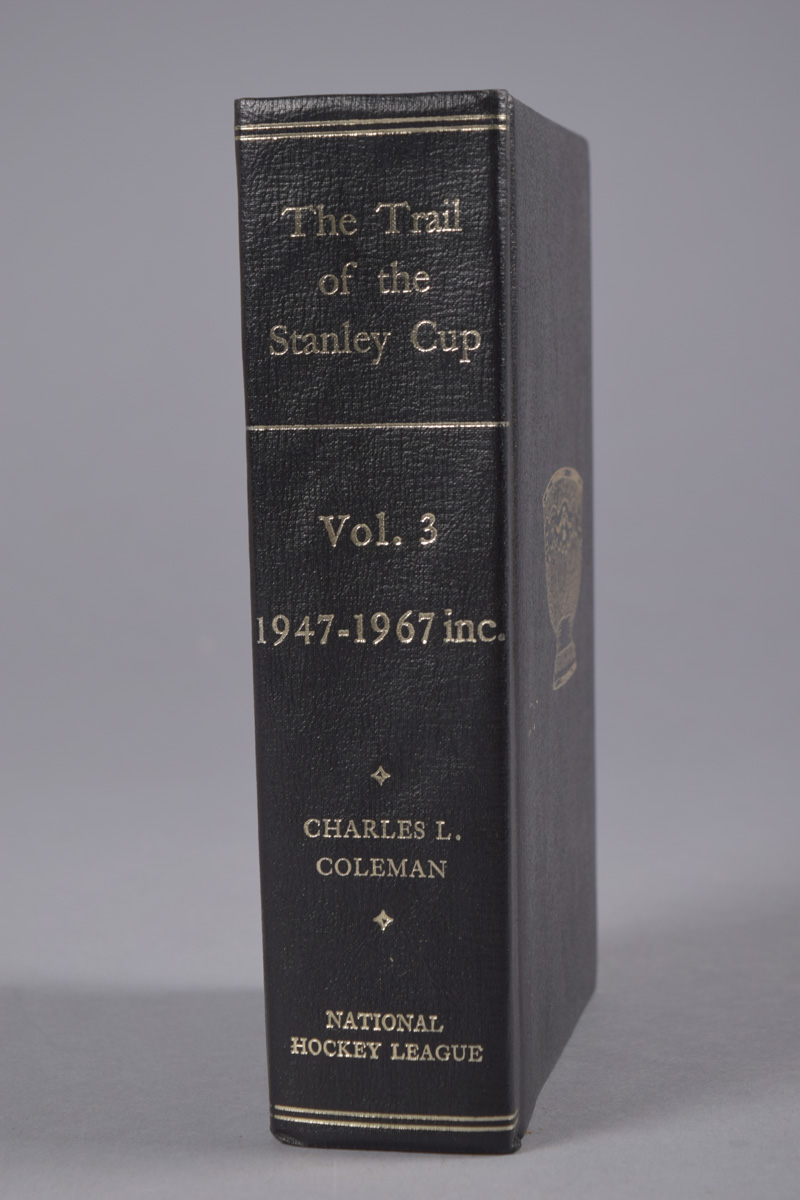 The Trail
of the
Stanley Cup
Vol. 3
1947-1967 inc.
CHARLES L.
COLEMAN
NATIONAL
HOCKEY LEAGUE